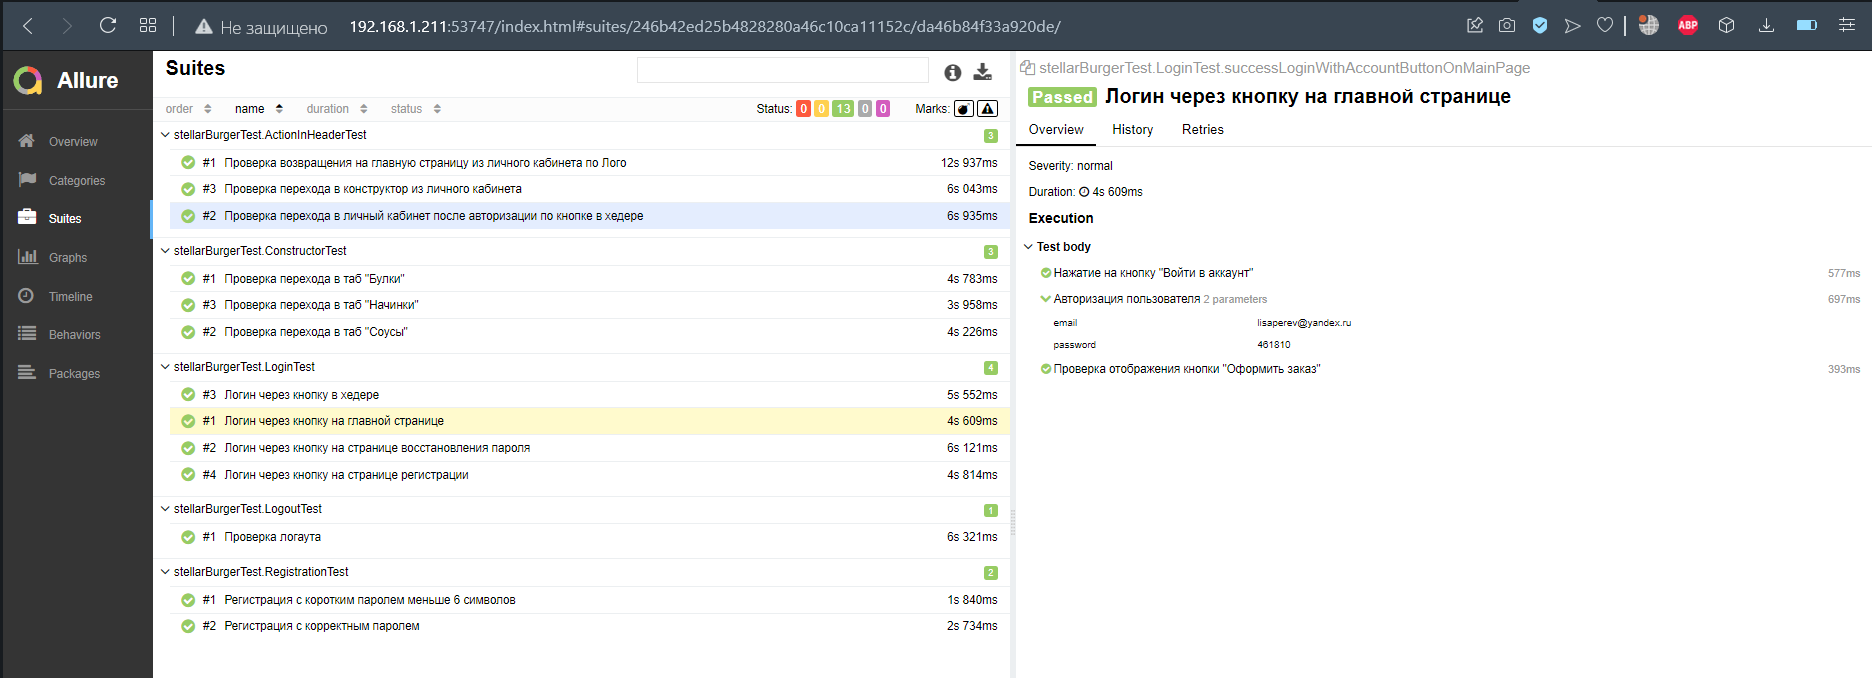 Не защищено 192.168.1.211:53747/index.html#suites/246b42ed25b4828280a46c10ca11152c/da46b84f33a920de/
ABP
Allure
Overview
Categories
Suites
Graphs
Timeline
Behaviors
Packages
Suites
order name duration status Status: 0 0 13 0 0 Marks:
stellarBurgerTest.ActionInHeaderTest 3
#1 Проверка возвращения на главную страницу из личного кабинета по Лого 12s 937ms
#3 Проверка перехода в конструктор из личного кабинета 6s 043ms
#2 Проверка перехода в личный кабинет после авторизации по кнопке в хедере 6s 935ms
stellarBurgerTest.ConstructorTest 3
#1 Проверка перехода в таб "Булки" 4s 783ms
#3 Проверка перехода в таб "Начинки" 3s 958ms
#2 Проверка перехода в таб "Соусы" 4s 226ms
stellarBurgerTest.LoginTest 4
#3 Логин через кнопку в хедере 5s 552ms
#1 Логин через кнопку на главной странице 4s 609ms
#2 Логин через кнопку на странице восстановления пароля 6s 121ms
#4 Логин через кнопку на странице регистрации 4s 814ms
stellarBurgerTest.LogoutTest 1
#1 Проверка логаута 6s 321ms
stellarBurgerTest.RegistrationTest 2
#1 Регистрация с коротким паролем меньше 6 символов 1s 840ms
#2 Регистрация с корректным паролем 2s 734ms
stellarBurgerTest.LoginTest.successLoginWithAccountButtonOnMainPage
Passed Логин через кнопку на главной странице
Overview History Retries
Severity: normal
Duration: 4s 609ms
Execution
Test body
Нажатие на кнопку "Войти в аккаунт" 577ms
Авторизация пользователя 2 parameters 697ms
email lisaperev@yandex.ru
password 461810
Проверка отображения кнопки "Оформить заказ" 393ms